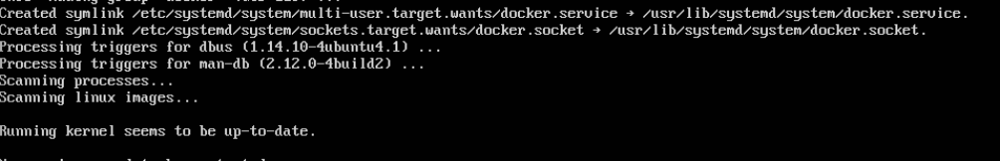 Created symlink /etc/systemd/system/multi-user.target.wants/docker.service → /usr/lib/systemd/system/docker.service.
Created symlink /etc/systemd/system/sockets.target.wants/docker.socket → /usr/lib/systemd/system/docker.socket.
Processing triggers for dbus (1.14.10-4ubuntu4.1) ...
Processing triggers for man-db (2.12.0-4build2) ...
Scanning processes...
Scanning linux images...
Running kernel seems to be up-to-date.